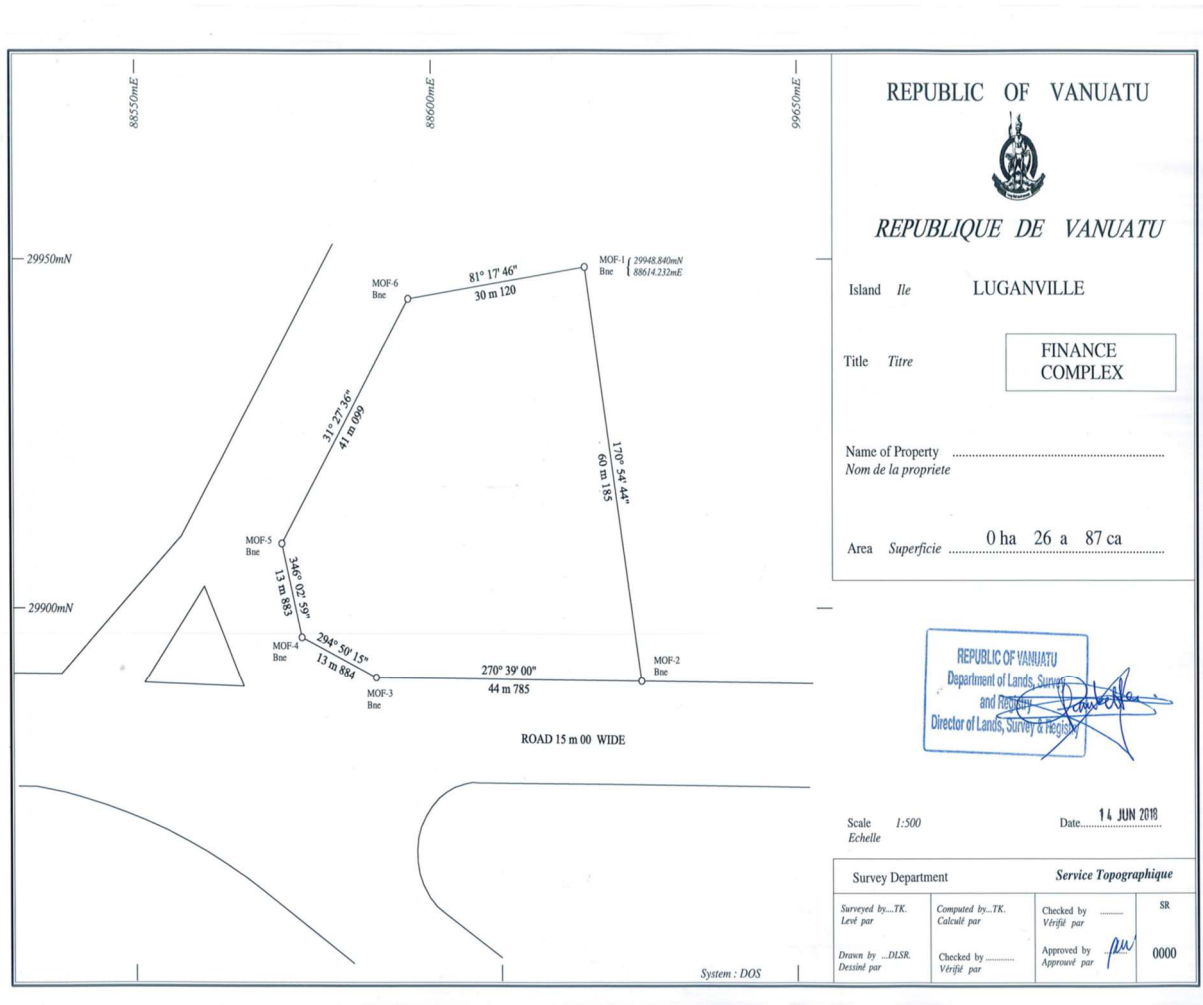 88550mE
88600mE
99650mE
29950mN
29900mN
MOF-1 { 29948.840mN
Bne 88614.232mE
MOF-6
Bne
81° 17' 46"
30 m 120
31° 27' 36"
41 m 099
170° 54' 44"
60 m 185
MOF-5
Bne
346° 02' 59"
13 m 883
MOF-4
Bne
294° 50' 15"
13 m 884
MOF-3
Bne
270° 39' 00"
44 m 785
MOF-2
Bne
ROAD 15 m 00 WIDE
System : DOS
REPUBLIC OF VANUATU
REPUBLIQUE DE VANUATU
Island Ile LUGANVILLE
Title Titre FINANCE
COMPLEX
Name of Property
Nom de la propriete
Area Superficie 0 ha 26 a 87 ca
REPUBLIC OF VANUATU
Department of Lands, Survey
and Registry
Director of Lands, Survey & Registry
Scale 1:500
Echelle
Date 14 JUN 2018
Survey Department Service Topographique
Surveyed by....TK.
Levé par
Computed by...TK.
Calculé par
Checked by ..........
Vérifié par
SR
Drawn by ...DLSR.
Dessiné par
Checked by ............
Vérifié par
Approved by
Approuvé par
0000